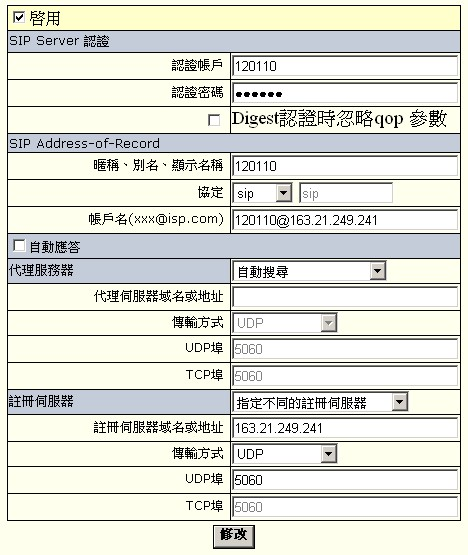 啓用
SIP Server 認證
認證帳戶 120110
認證密碼 ●●●●●●
Digest認證時忽略qop 參數
SIP Address-of-Record
暱稱、別名、顯示名稱 120110
協定 sip sip
帳戶名(xxx@isp.com) 120110@163.21.249.241
自動應答
代理服務器 自動搜尋
代理伺服器域名或地址
傳輸方式 UDP
UDP埠 5060
TCP埠 5060
註冊伺服器 指定不同的註冊伺服器
註冊伺服器域名或地址 163.21.249.241
傳輸方式 UDP
UDP埠 5060
TCP埠 5060
修改